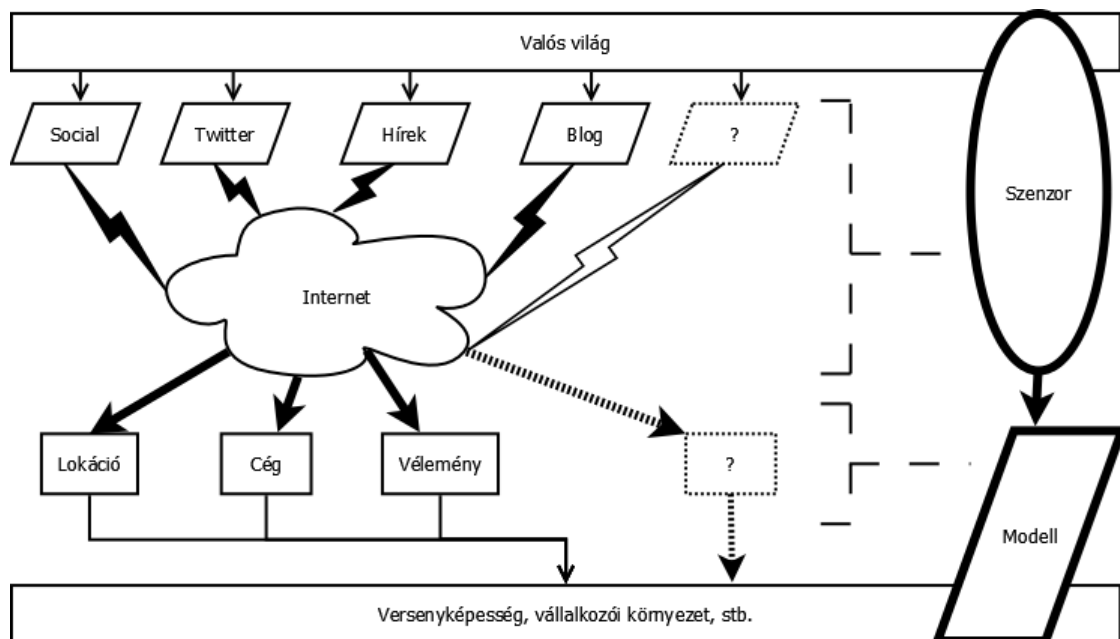 Valós világ
Social
Twitter
Hírek
Blog
?
Szenzor
Internet
Lokáció
Cég
Vélemény
?
Modell
Versenyképesség, vállalkozói környezet, stb.